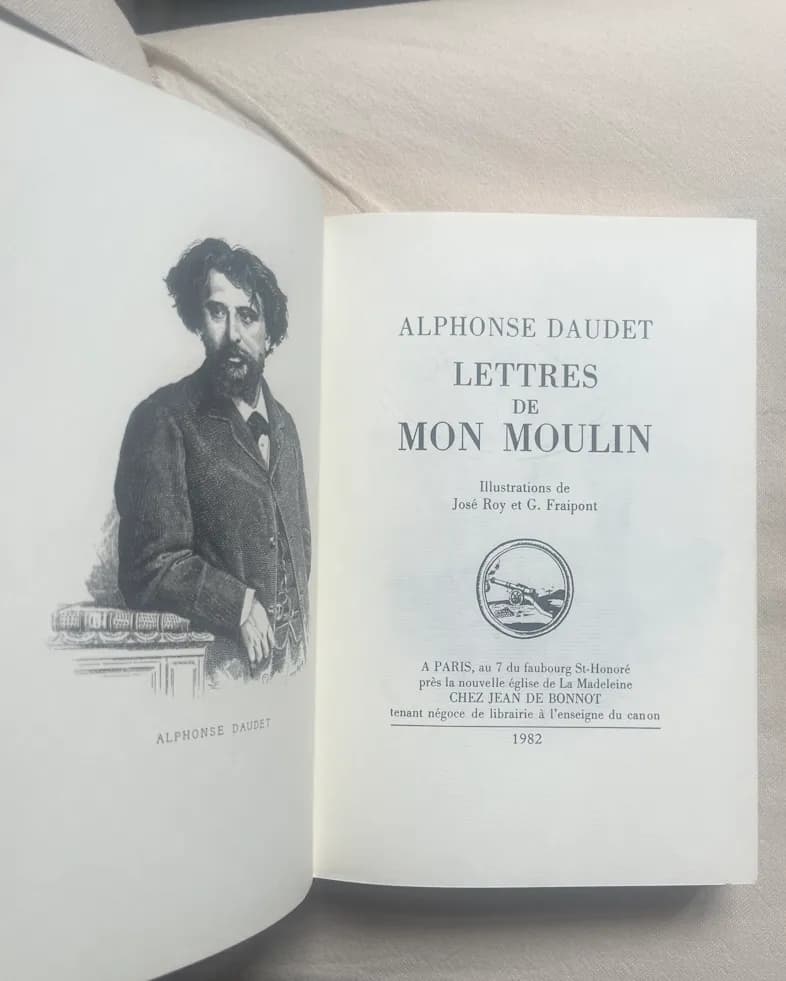 ALPHONSE DAUDET
ALPHONSE DAUDET
LETTRES
DE
MON MOULIN
Illustrations de
José Roy et G. Fraipont
A PARIS, au 7 du faubourg St-Honoré
près la nouvelle église de La Madeleine
CHEZ JEAN DE BONNOT
tenant négoce de librairie à l'enseigne du canon
1982